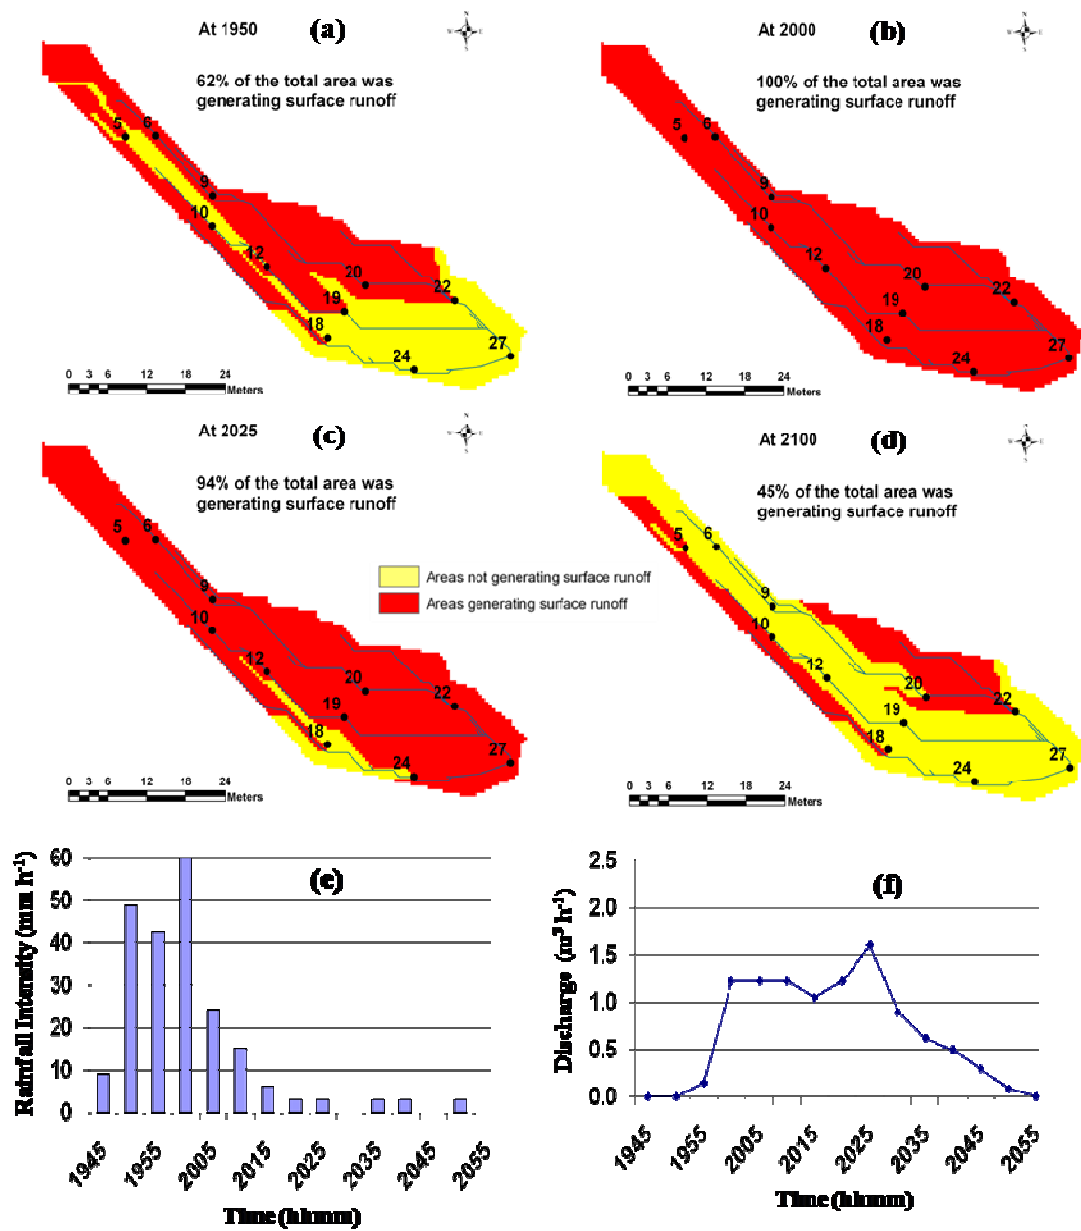 At 1950 (a)
62% of the total area was
generating surface runoff
N
W E
S
5 6
9
10
12
20
22
19
18
27
24
0 3 6 12 18 24
Meters
At 2000 (b)
100% of the total area was
generating surface runoff
N
W E
S
5 6
9
10
12
20
22
19
18
27
24
0 3 6 12 18 24
Meters
At 2025 (c)
94% of the total area was
generating surface runoff
N
W E
S
5 6
9
10
12
20
22
19
18
27
24
0 3 6 12 18 24
Meters
Areas not generating surface runoff
Areas generating surface runoff
At 2100 (d)
45% of the total area was
generating surface runoff
N
W E
S
5 6
9
10
12
20
22
19
18
27
24
0 3 6 12 18 24
Meters
(e)
Rainfall Intensity (mm hr⁻¹)
60
50
40
30
20
10
0
1945 1955 2005 2015 2025 2035 2045 2055
Time (hhmm)
(f)
Discharge (m³ h⁻¹)
2.5
2.0
1.5
1.0
0.5
0.0
1945 1955 2005 2015 2025 2035 2045 2055
Time (hhmm)